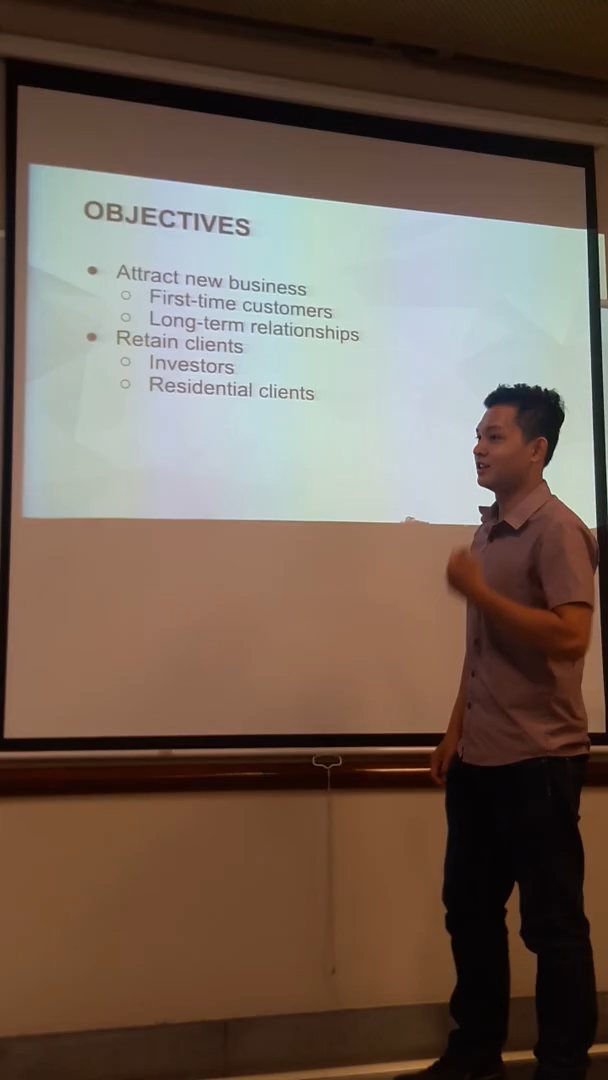 OBJECTIVES
● Attract new business
○ First-time customers
○ Long-term relationships
● Retain clients
○ Investors
○ Residential clients